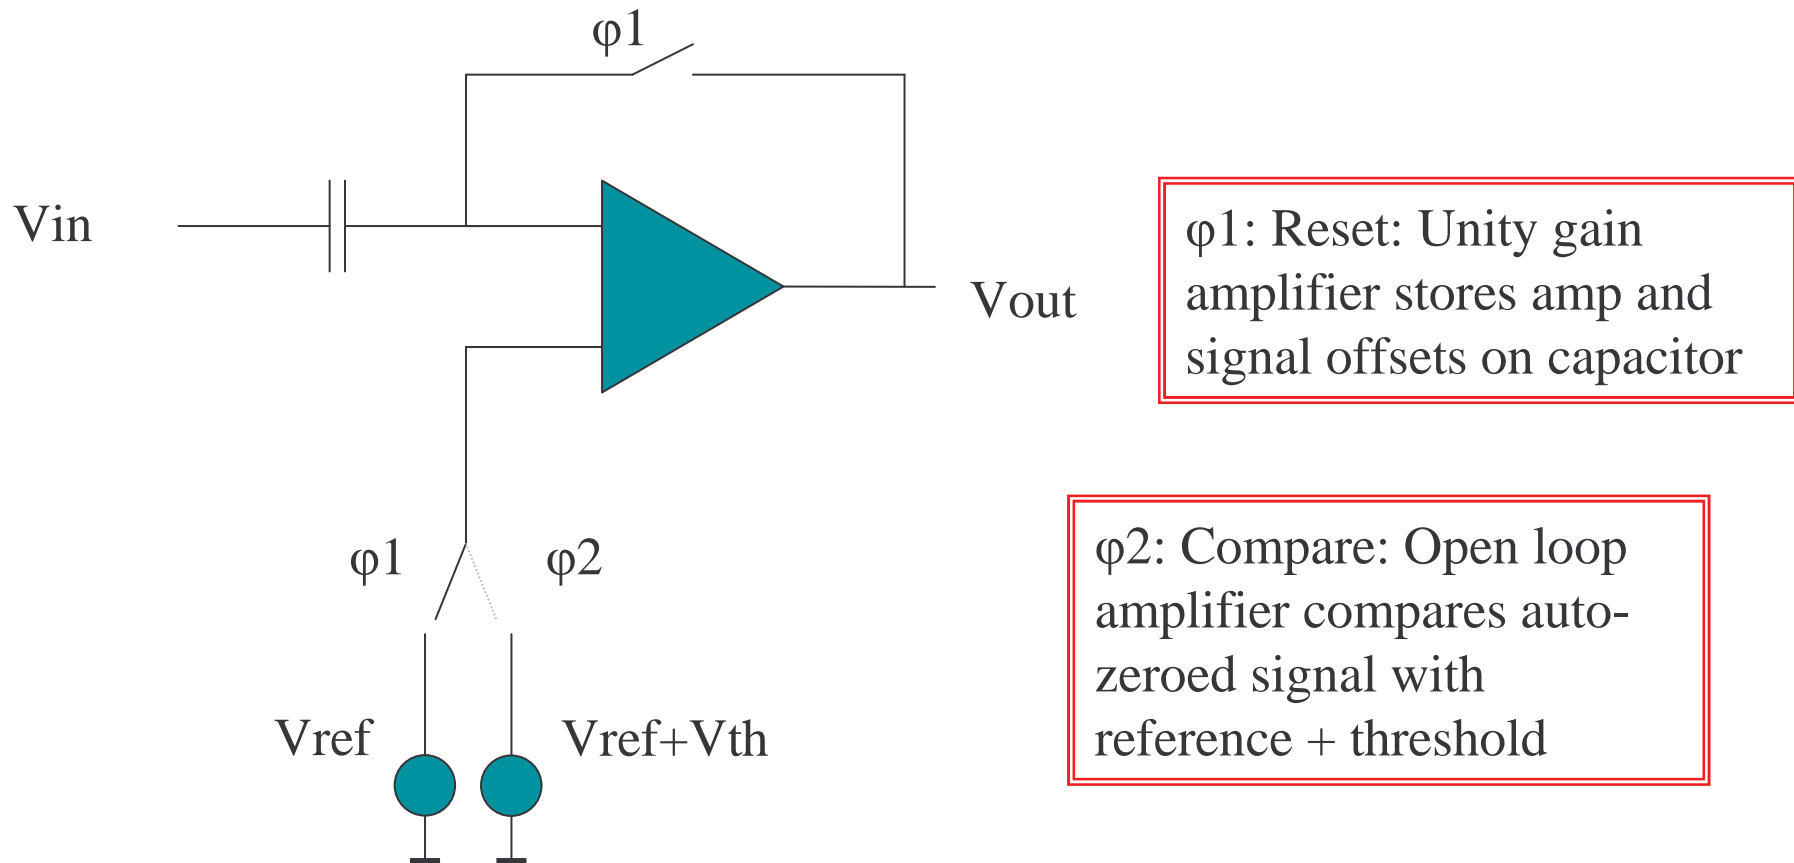 φ1
Vin
Vout
φ1: Reset: Unity gain
amplifier stores amp and
signal offsets on capacitor
φ1
φ2
Vref
Vref+Vth
φ2: Compare: Open loop
amplifier compares auto-
zeroed signal with
reference + threshold